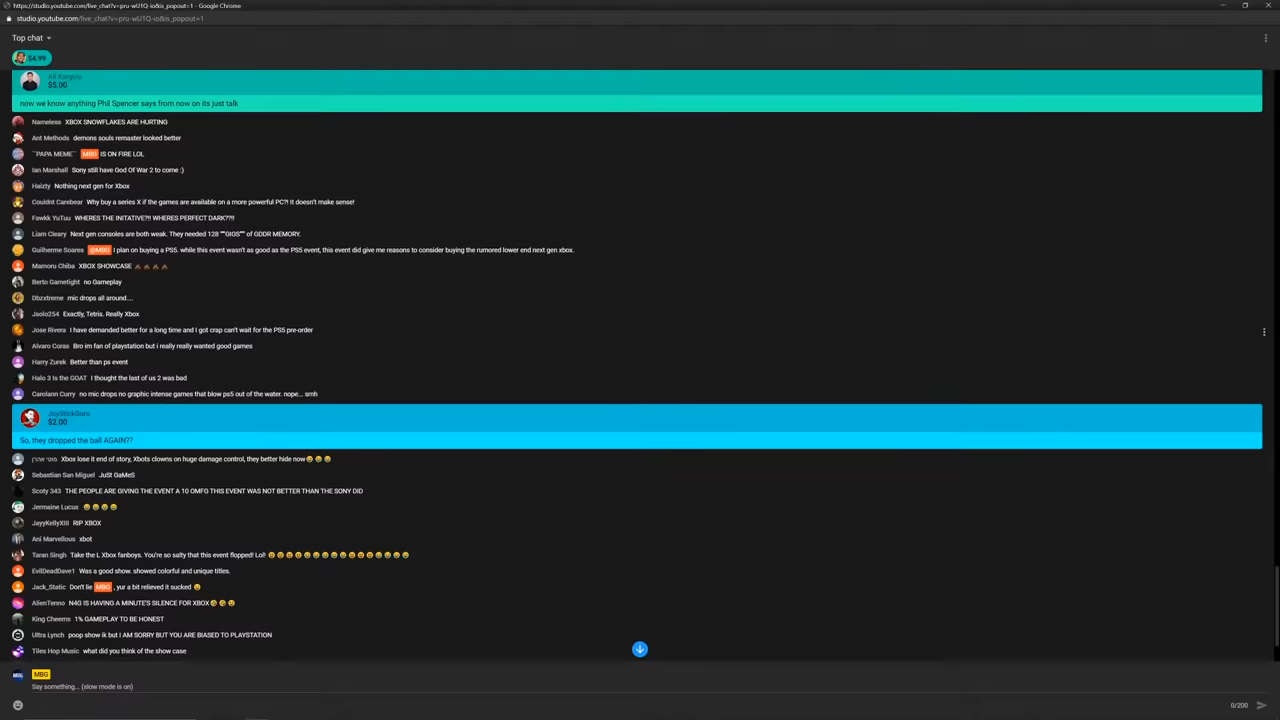 https://studio.youtube.com/live_chat?v=pru-wU1Q-io&is_popout=1 - Google Chrome
studio.youtube.com/live_chat?v=pru-wU1Q-io&is_popout=1
Top chat
$4.99
Ali Karguu
$5.00
now we know anything Phil Spencer says from now on its just talk
Nameless XBOX SNOWFLAKES ARE HURTING
Ant Methods demons souls remaster looked better
¨PAPA MEME¨ MBG IS ON FIRE LOL
Ian Marshall Sony still have God Of War 2 to come :)
Haizty Nothing next gen for Xbox
Couldnt Carebear Why buy a series X if the games are available on a more powerful PC?! It doesn't make sense!
Fawkk YuTuu WHERES THE INITATIVE?!! WHERES PERFECT DARK??!!
Liam Cleary Next gen consoles are both weak. They needed 128 ""GIGS"" of GDDR MEMORY.
Guilherme Soares @MBG I plan on buying a PS5. while this event wasn't as good as the PS5 event, this event did give me reasons to consider buying the rumored lower end next gen xbox.
Mamoru Chiba XBOX SHOWCASE 💩 💩 💩 💩
Berto Gametight no Gameplay
Dbzxtreme mic drops all around....
Jaolo254 Exactly, Tetris. Really Xbox
Jose Rivera I have demanded better for a long time and I got crap can't wait for the PS5 pre-order
Alvaro Coras Bro im fan of playstation but i really really wanted good games
Harry Zurek Better than ps event
Halo 3 Is the GOAT I thought the last of us 2 was bad
Carolann Curry no mic drops no graphic intense games that blow ps5 out of the water. nope... smh
JoyStickGuru
$2.00
So, they dropped the ball AGAIN??
מוטי אהרן Xbox lose it end of story, Xbots clowns on huge damage control, they better hide now
Sebastian San Miguel JuSt GaMeS
Scoty 343 THE PEOPLE ARE GIVING THE EVENT A 10 OMFG THIS EVENT WAS NOT BETTER THAN THE SONY DID
Jermaine Lucus
JayyKellyXIII RIP XBOX
Ani Marvellous xbot
Taran Singh Take the L Xbox fanboys. You're so salty that this event flopped! Lol!
EvilDeadDave1 Was a good show. showed colorful and unique titles.
Jack_Static Don't lie MBG , yur a bit relieved it sucked
AlienTenno N4G IS HAVING A MINUTE'S SILENCE FOR XBOX
King Cheems 1% GAMEPLAY TO BE HONEST
Ultra Lynch poop show ik but I AM SORRY BUT YOU ARE BIASED TO PLAYSTATION
Tiles Hop Music what did you think of the show case
MBG
Say something... (slow mode is on)
0/200